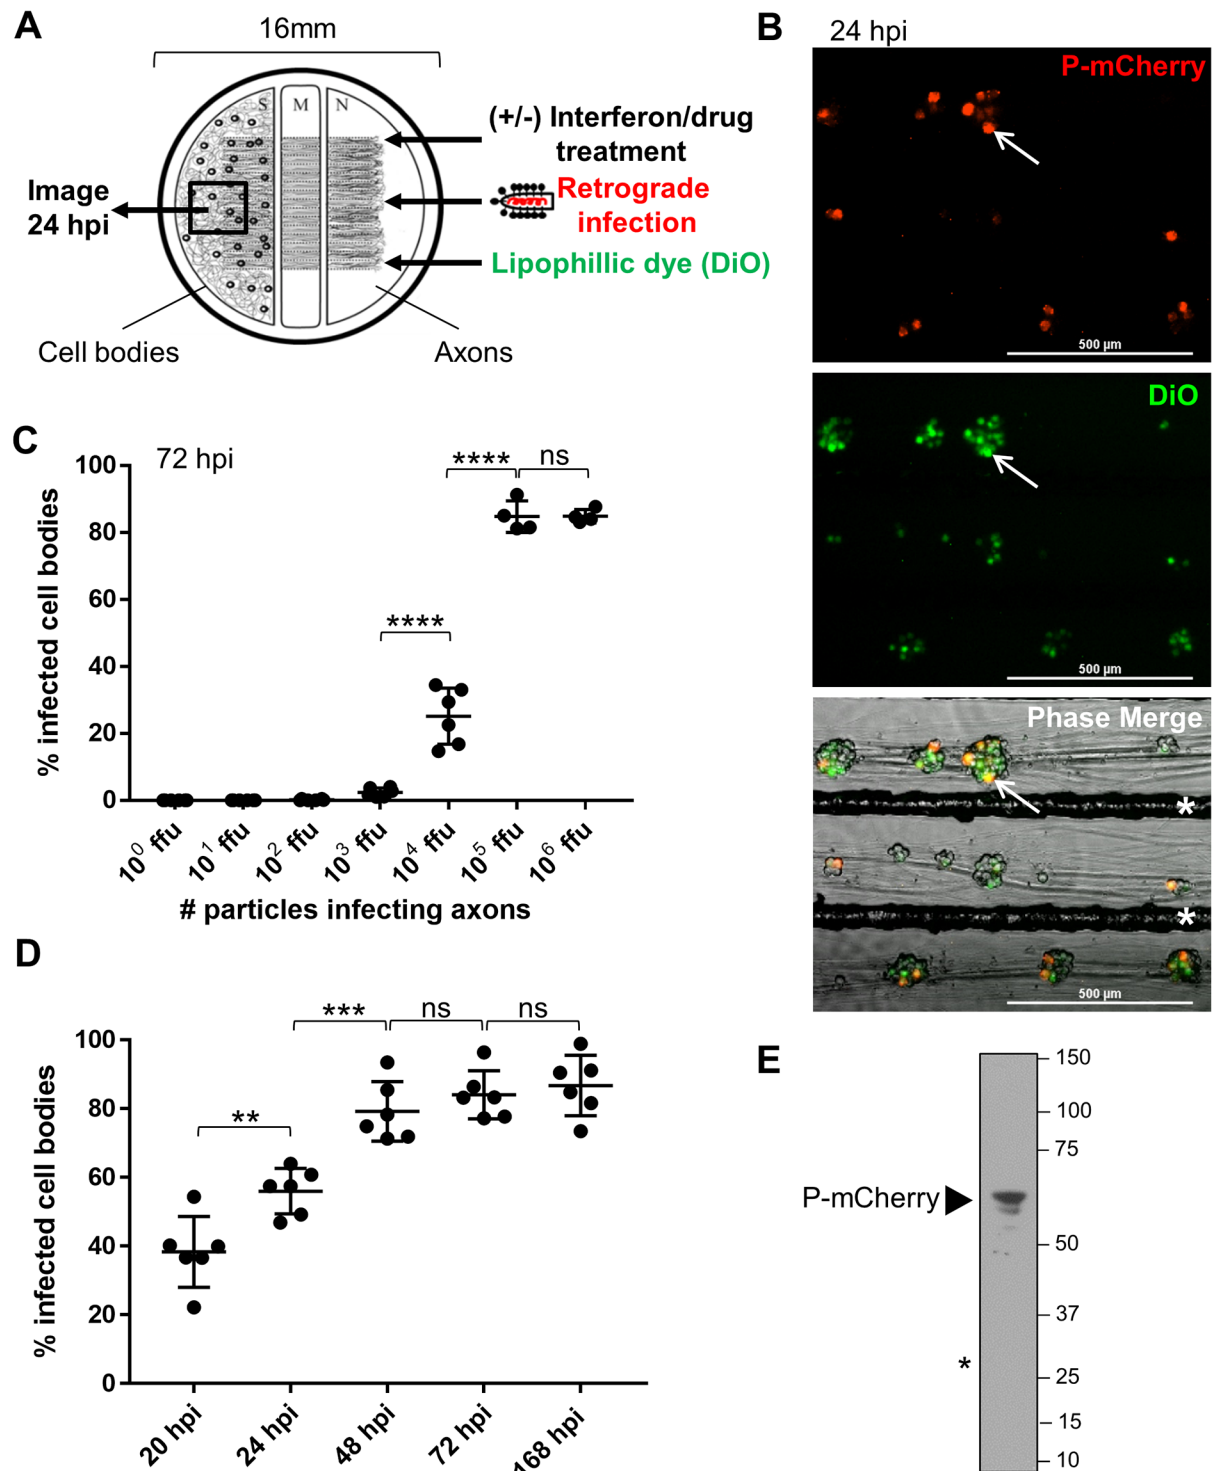 A
16mm
S
M
N
(+/-) Interferon/drug
treatment
Retrograde
infection
Lipophillic dye (DiO)
Image
24 hpi
Cell bodies
Axons
B
24 hpi
P-mCherry
500 µm
DiO
500 µm
Phase Merge
*
*
500 µm
C
72 hpi
% infected cell bodies
100
80
60
40
20
0
****
****
ns
10⁰ ffu
10¹ ffu
10² ffu
10³ ffu
10⁴ ffu
10⁵ ffu
10⁶ ffu
# particles infecting axons
D
% infected cell bodies
100
80
60
40
20
0
**
***
ns
ns
20 hpi
24 hpi
48 hpi
72 hpi
168 hpi
E
P-mCherry
*
150
100
75
50
37
25
15
10